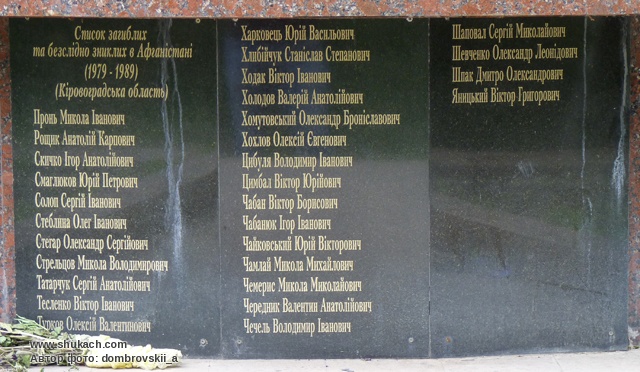 Список загиблих
та безслідно зниклих в Афганістані
(1979 - 1989)
(Кіровоградська область)
Пронь Микола Іванович
Рощик Анатолій Карпович
Скичко Ігор Анатолійович
Смаглюков Юрій Петрович
Солоп Сергій Іванович
Стеблина Олег Іванович
Стегар Олександр Сергійович
Стрельцов Микола Володимирович
Татарчук Сергій Анатолійович
Тесленко Віктор Іванович
Турков Олексій Валентинович
Харковець Юрій Васильович
Хлибійчук Станіслав Степанович
Ходак Віктор Іванович
Холодов Валерій Анатолійович
Хомутовський Олександр Броніславович
Хохлов Олексій Євгенович
Цибуля Володимир Іванович
Цимбал Віктор Юрійович
Чабан Віктор Борисович
Чабанюк Ігор Іванович
Чайковський Юрій Вікторович
Чамлай Микола Михайлович
Чемерис Микола Миколайович
Чередник Валентин Анатолійович
Чечель Володимир Іванович
Шаповал Сергій Миколайович
Шевченко Олександр Леонідович
Шпак Дмитро Олександрович
Яницький Віктор Григорович
www.shukach.com
Автор фото: dombrovskii_a